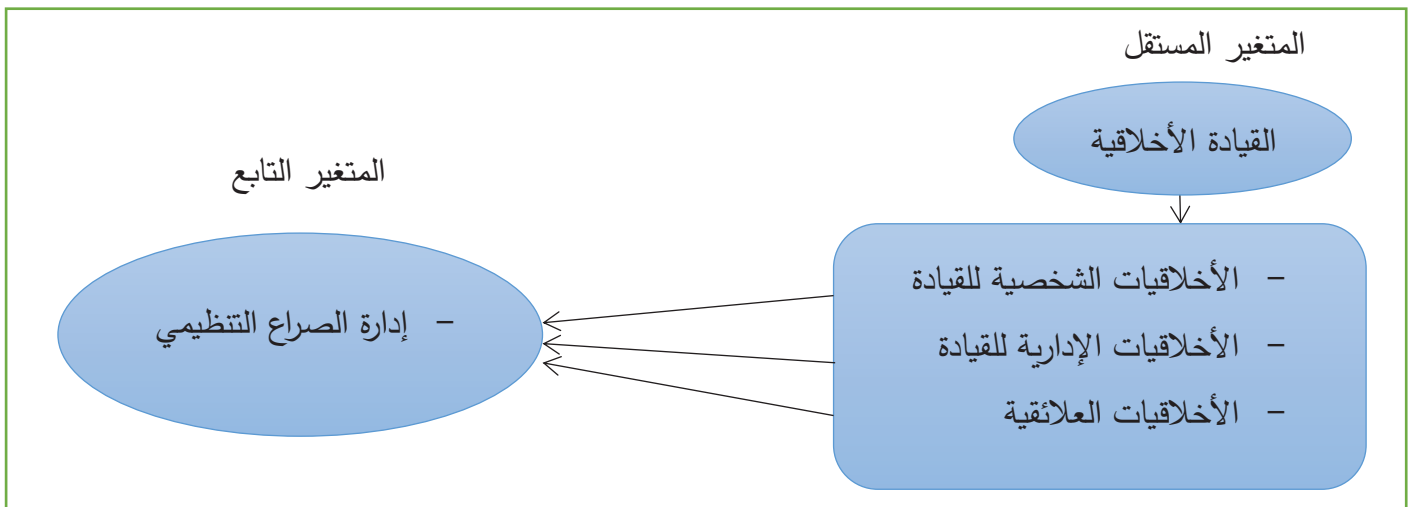 المتغير المستقل
القيادة الأخلاقية
- الأخلاقيات الشخصية للقيادة
- الأخلاقيات الإدارية للقيادة
- الأخلاقيات العلائقية
المتغير التابع
- إدارة الصراع التنظيمي